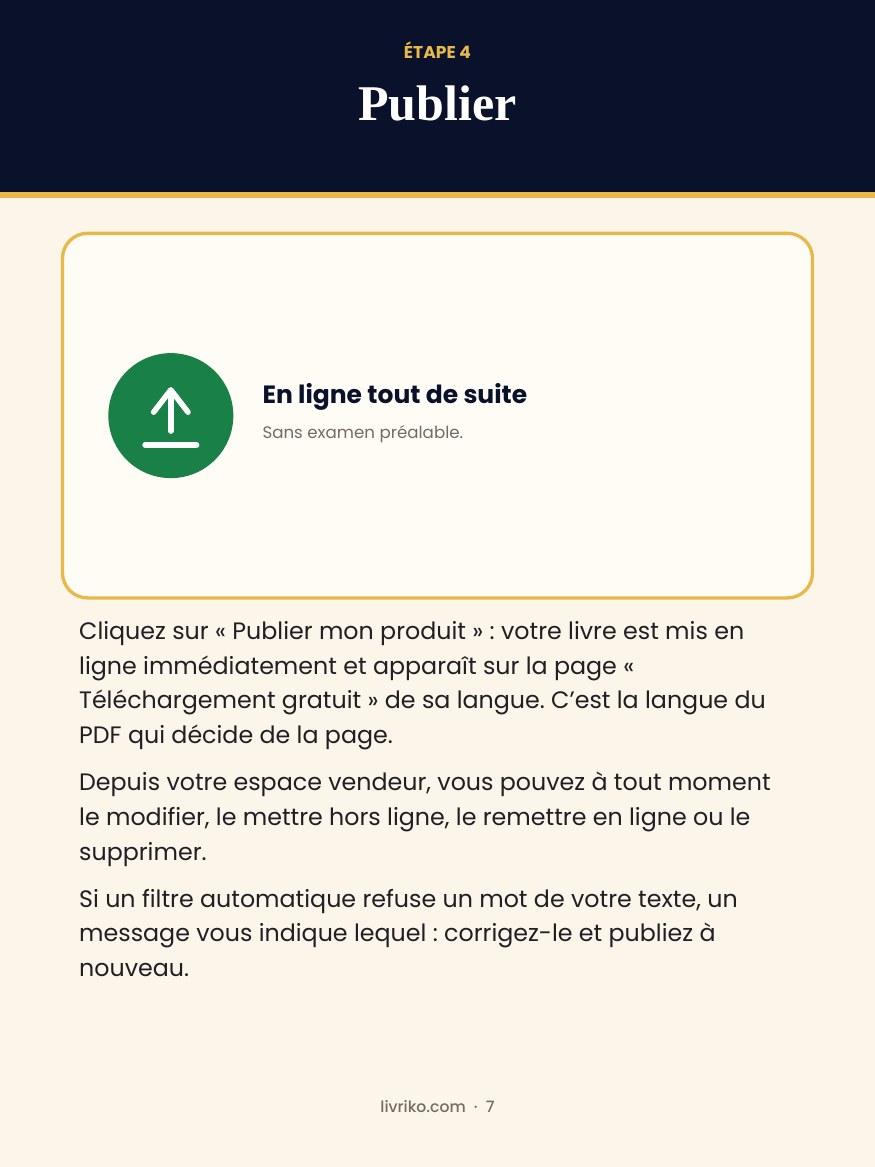 ÉTAPE 4
Publier
En ligne tout de suite
Sans examen préalable.
Cliquez sur « Publier mon produit » : votre livre est mis en
ligne immédiatement et apparaît sur la page «
Téléchargement gratuit » de sa langue. C’est la langue du
PDF qui décide de la page.
Depuis votre espace vendeur, vous pouvez à tout moment
le modifier, le mettre hors ligne, le remettre en ligne ou le
supprimer.
Si un filtre automatique refuse un mot de votre texte, un
message vous indique lequel : corrigez-le et publiez à
nouveau.
livriko.com · 7